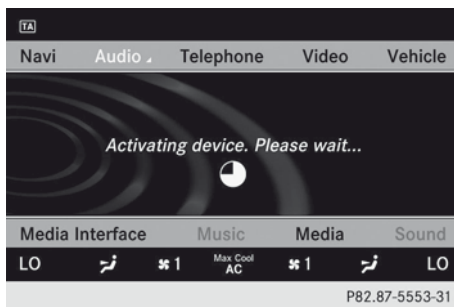 TA
Navi Audio Telephone Video Vehicle
Activating device. Please wait...
Media Interface Music Media Sound
LO 1 Max Cool AC 1 LO
P82.87-5553-31